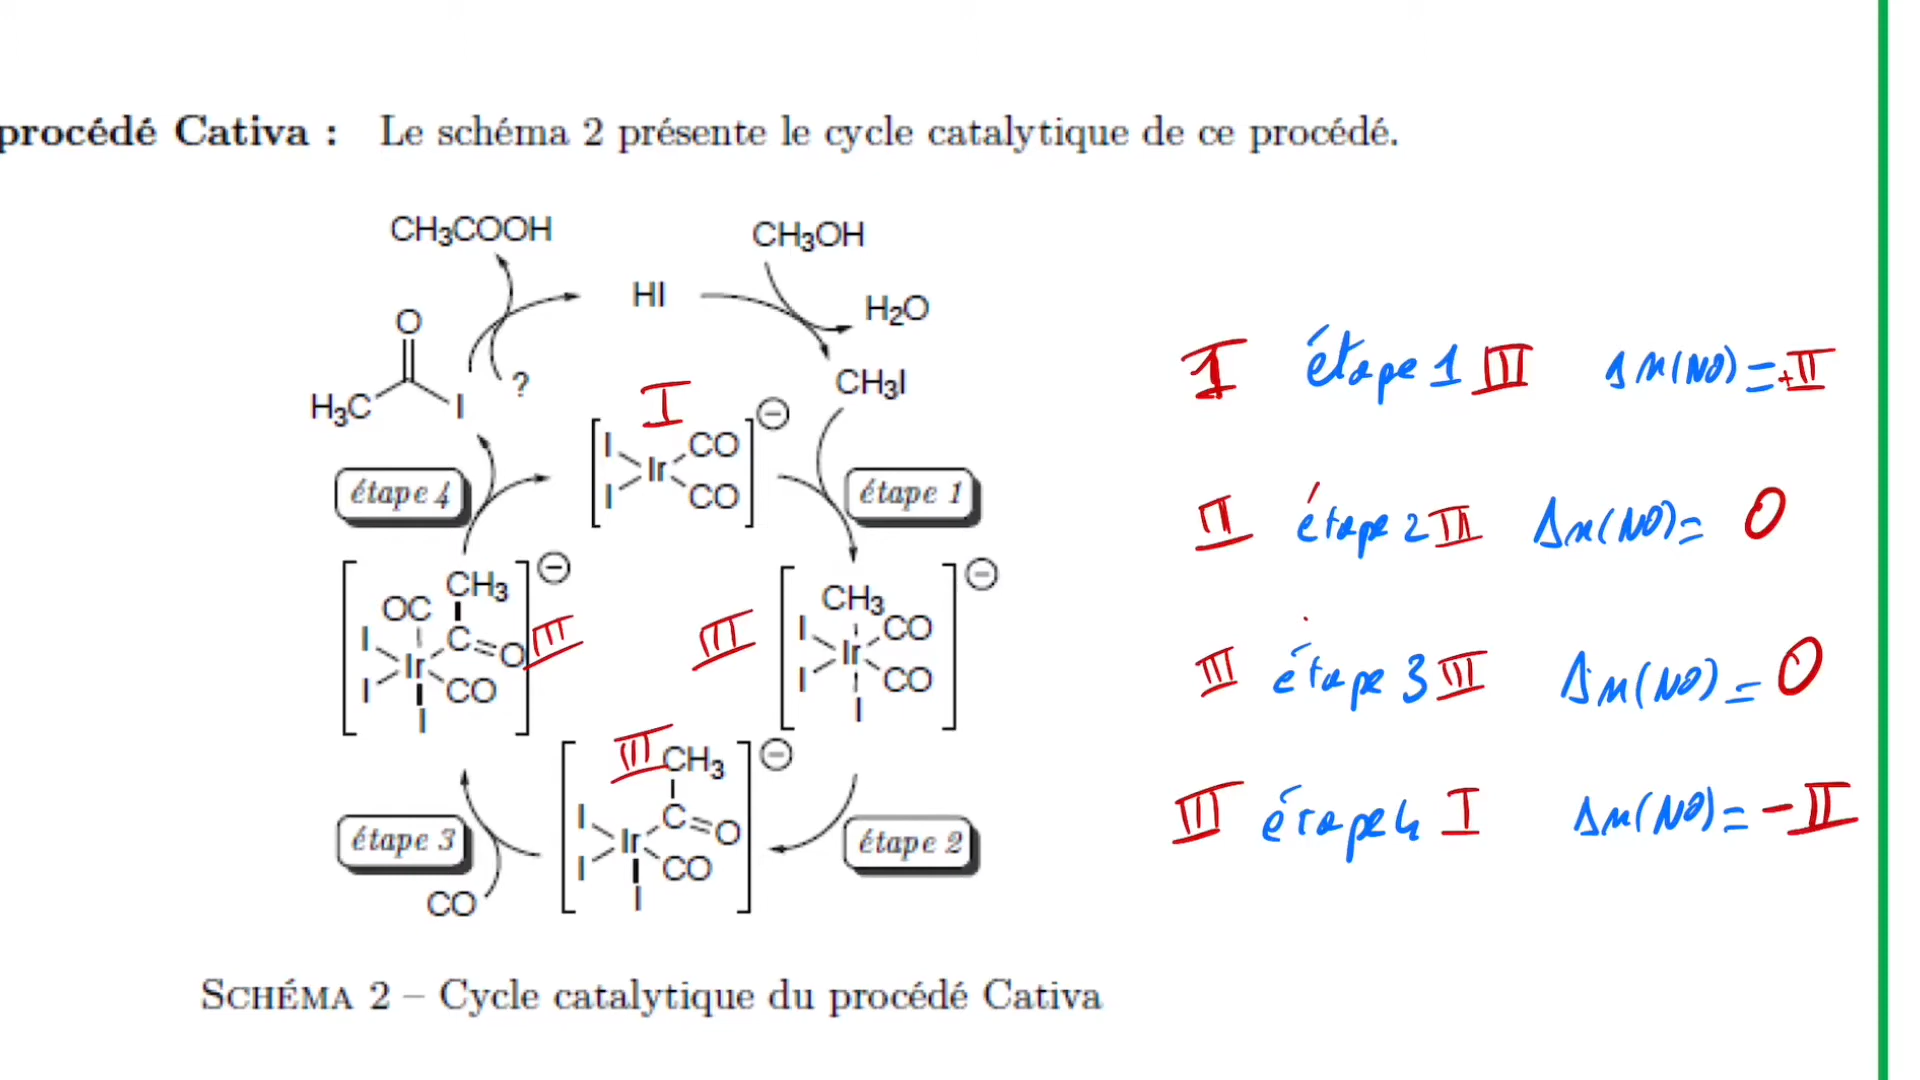 procédé Cativa : Le schéma 2 présente le cycle catalytique de ce procédé.
CH₃COOH
CH₃OH
HI
H₂O
O
H₃C
I
?
CH₃I
I
⊖
I
CO
Ir
I
CO
étape 4
étape 1
⊖
CH₃
OC
I
C=O
Ir
I
CO
I
III
III
⊖
CH₃
I
CO
Ir
I
CO
I
III
CH₃
⊖
I
C=O
Ir
I
CO
I
étape 3
CO
étape 2
I étape 1 III Δn(NO) = +II
étape 2 Δn(NO) = 0
III étape 3 III Δn(NO) = 0
III étape 4 I Δn(NO) = -II
SCHÉMA 2 – Cycle catalytique du procédé Cativa